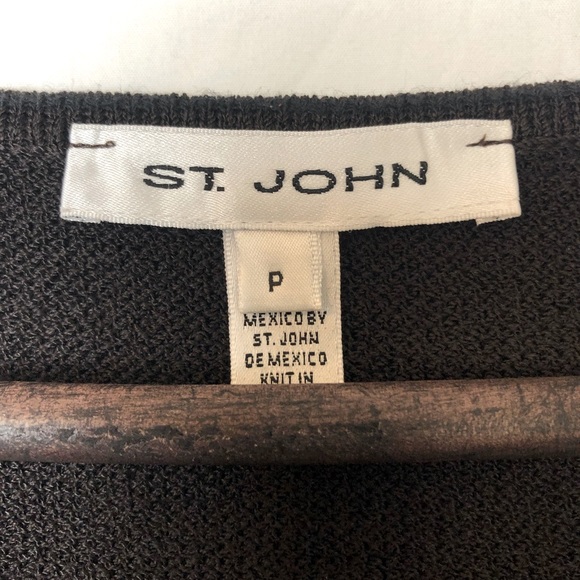 ST. JOHN
P
MEXICO BY
ST. JOHN
DE MEXICO
KNIT IN